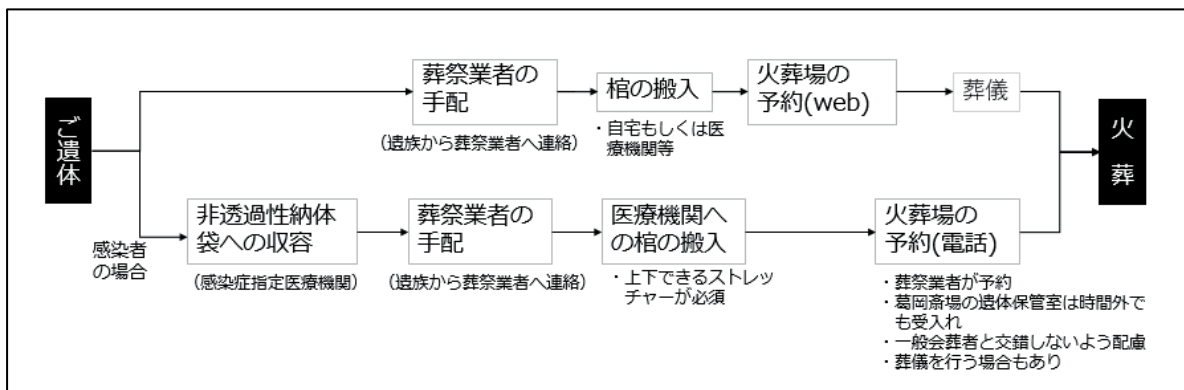 ご遺体
葬祭業者の
手配
（遺族から葬祭業者へ連絡）
棺の搬入
・自宅もしくは医
療機関等
火葬場の
予約(web)
葬儀
火葬
感染者
の場合
非透過性納体
袋への収容
（感染症指定医療機関）
葬祭業者の
手配
（遺族から葬祭業者へ連絡）
医療機関へ
の棺の搬入
・上下できるストレッ
チャーが必須
火葬場の
予約(電話)
・葬祭業者が予約
・葛岡斎場の遺体保管室は時間外で
も受入れ
・一般会葬者と交錯しないよう配慮
・葬儀を行う場合もあり